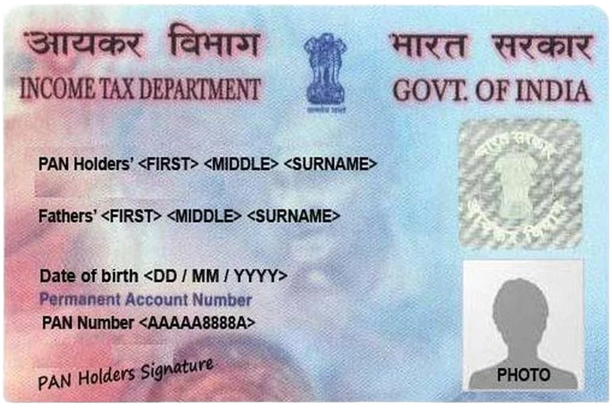 आयकर विभाग
INCOME TAX DEPARTMENT
सत्यमेव जयते
भारत सरकार
GOVT. OF INDIA
भारत सरकार
आयकर विभाग
PAN Holders' <FIRST> <MIDDLE> <SURNAME>
Fathers' <FIRST> <MIDDLE> <SURNAME>
Date of birth <DD / MM / YYYY>
Permanent Account Number
PAN Number <AAAAA8888A>
PAN Holders Signature
PHOTO